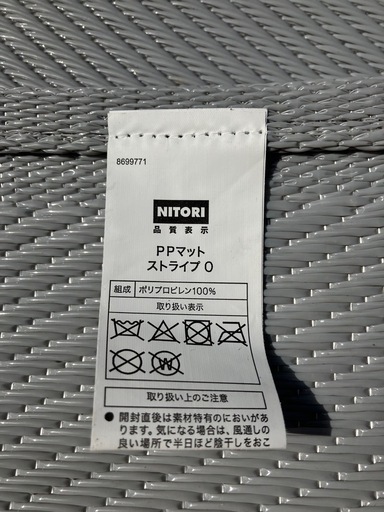 8699771
NITORI
品質表示
PPマット
ストライプ O
組成 ポリプロピレン100%
取り扱い表示
W
取り扱い上のご注意
● 開封直後は素材特有のにおいがあ
ります。気になる場合は、風通しの
良い場所で半日ほど陰干しをおこ